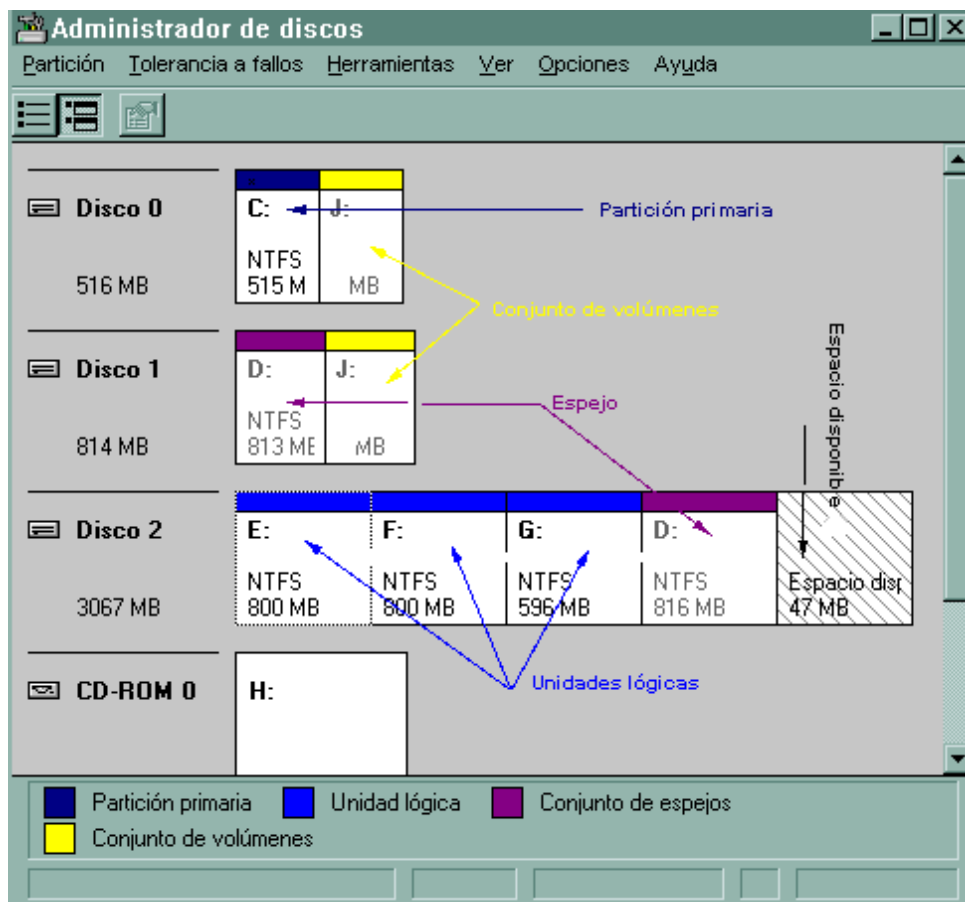 Administrador de discos
Partición Tolerancia a fallos Herramientas Ver Opciones Ayuda
Disco 0
516 MB
C:
NTFS
515 M
J:
MB
Partición primaria
Conjunto de volúmenes
Disco 1
814 MB
D:
NTFS
813 ME
J:
MB
Espejo
Espacio disponible
Disco 2
3067 MB
E:
NTFS
800 MB
F:
NTFS
800 MB
G:
NTFS
596 MB
D:
NTFS
816 MB
Espacio disp
47 MB
Unidades lógicas
CD-ROM 0
H:
Partición primaria Unidad lógica Conjunto de espejos
Conjunto de volúmenes